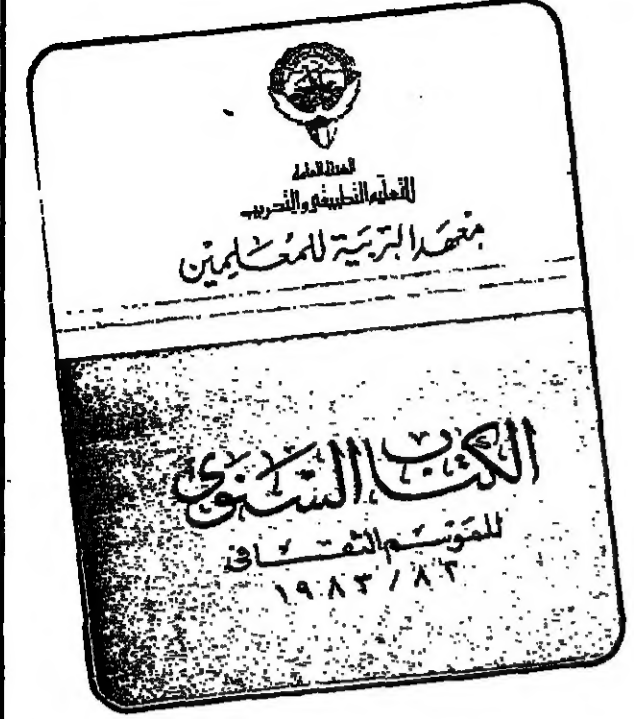 الهيئة العامة
للتعليم التطبيقي والتدريب
معهد التربية للمعلمين
الكتاب السنوي
للموسم الثقافي
١٩٨٣ / ٨٢